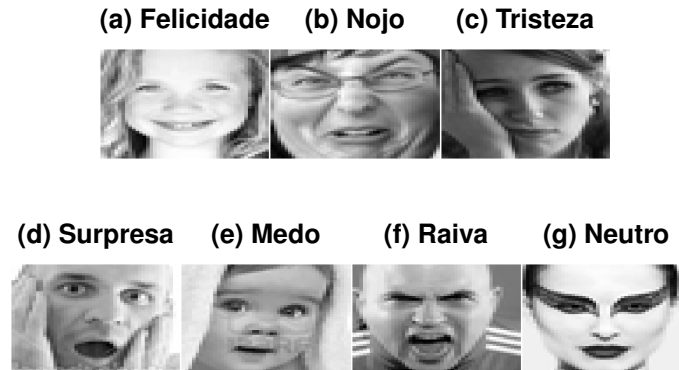 (a) Felicidade (b) Nojo (c) Tristeza
(d) Surpresa (e) Medo (f) Raiva (g) Neutro